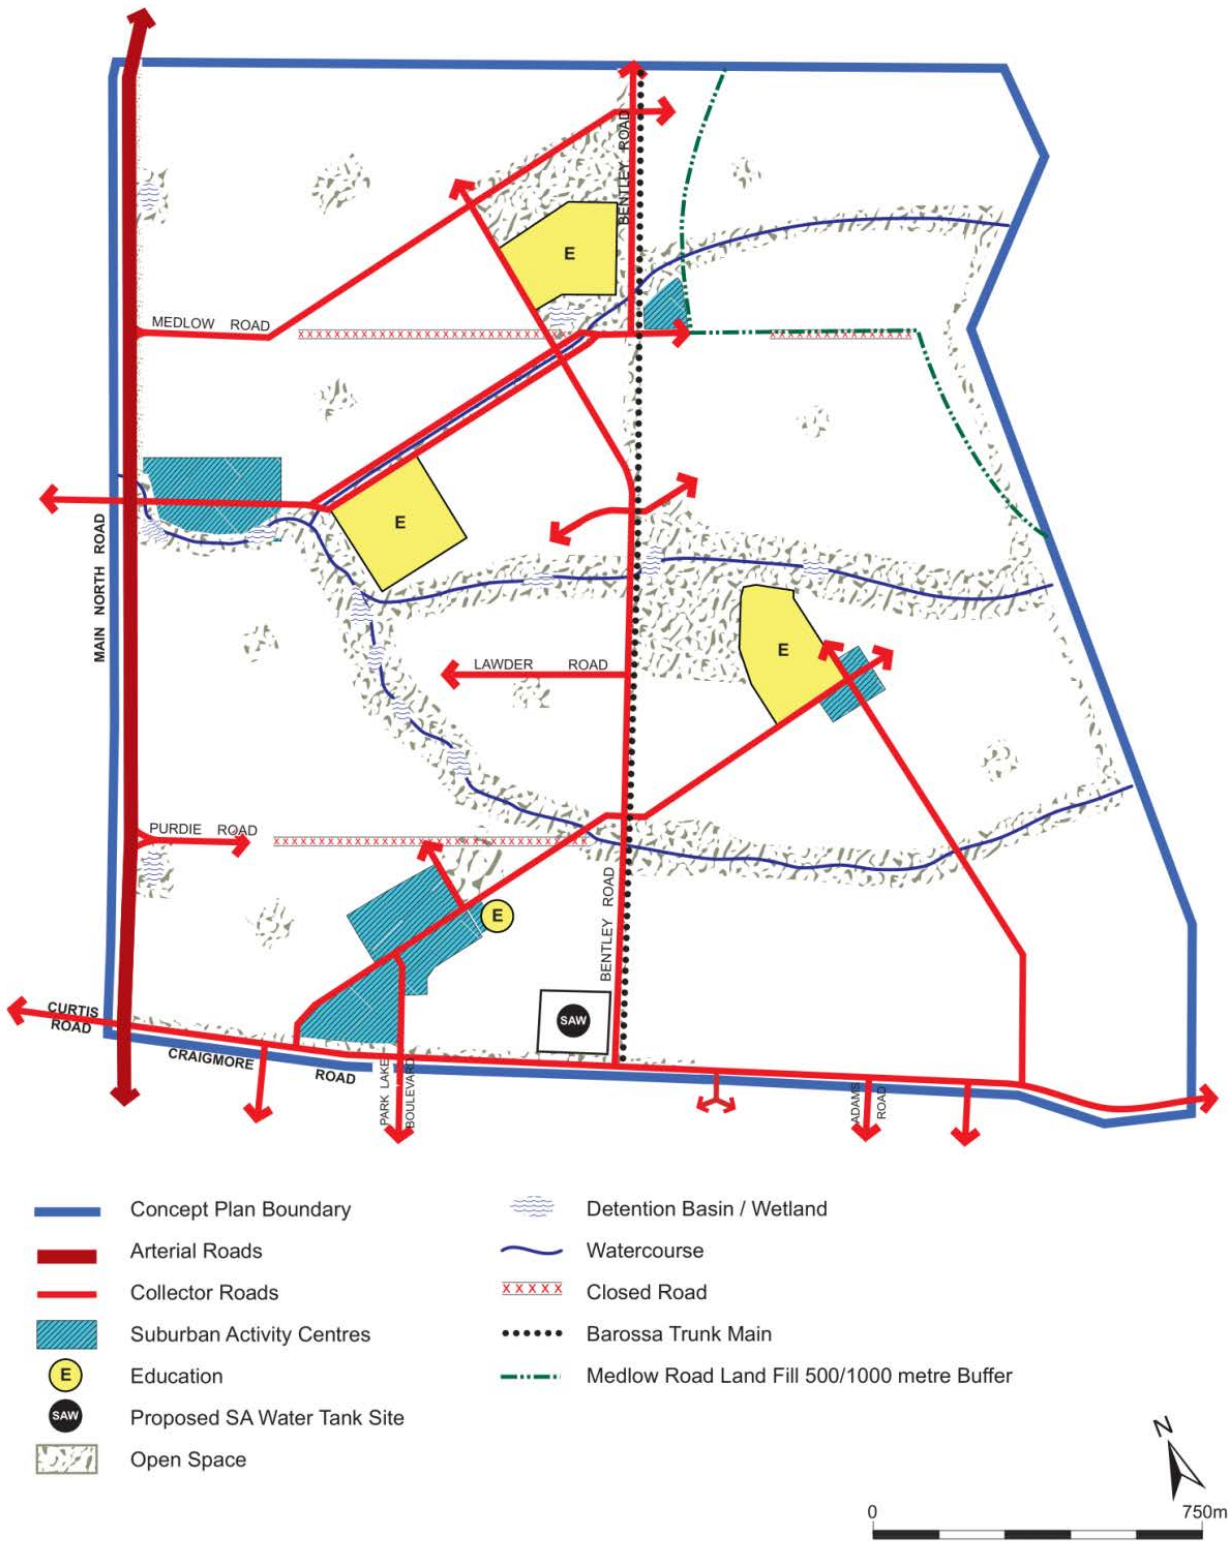 BENTLEY ROAD
E
MEDLOW ROAD
E
MAIN NORTH ROAD
E
LAWDER ROAD
PURDIE ROAD
BENTLEY ROAD
E
SAW
CURTIS
ROAD
CRAIGMORE
ROAD
PARK LAKE
BOULEVARD
ADAMS
ROAD
Concept Plan Boundary
Arterial Roads
Collector Roads
Suburban Activity Centres
E Education
SAW Proposed SA Water Tank Site
Open Space
Detention Basin / Wetland
Watercourse
XXXXX Closed Road
Barossa Trunk Main
Medlow Road Land Fill 500/1000 metre Buffer
N
0 750m